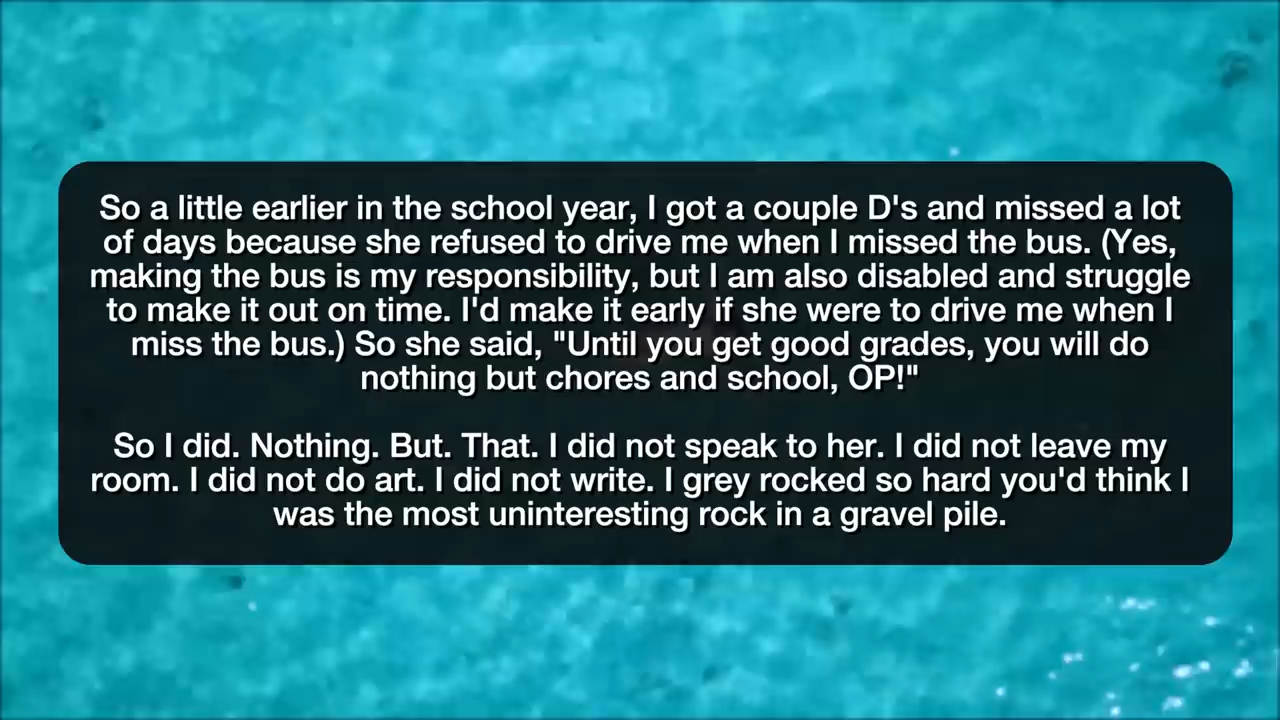 So a little earlier in the school year, I got a couple D's and missed a lot
of days because she refused to drive me when I missed the bus. (Yes,
making the bus is my responsibility, but I am also disabled and struggle
to make it out on time. I'd make it early if she were to drive me when I
miss the bus.) So she said, "Until you get good grades, you will do
nothing but chores and school, OP!"
So I did. Nothing. But. That. I did not speak to her. I did not leave my
room. I did not do art. I did not write. I grey rocked so hard you'd think I
was the most uninteresting rock in a gravel pile.